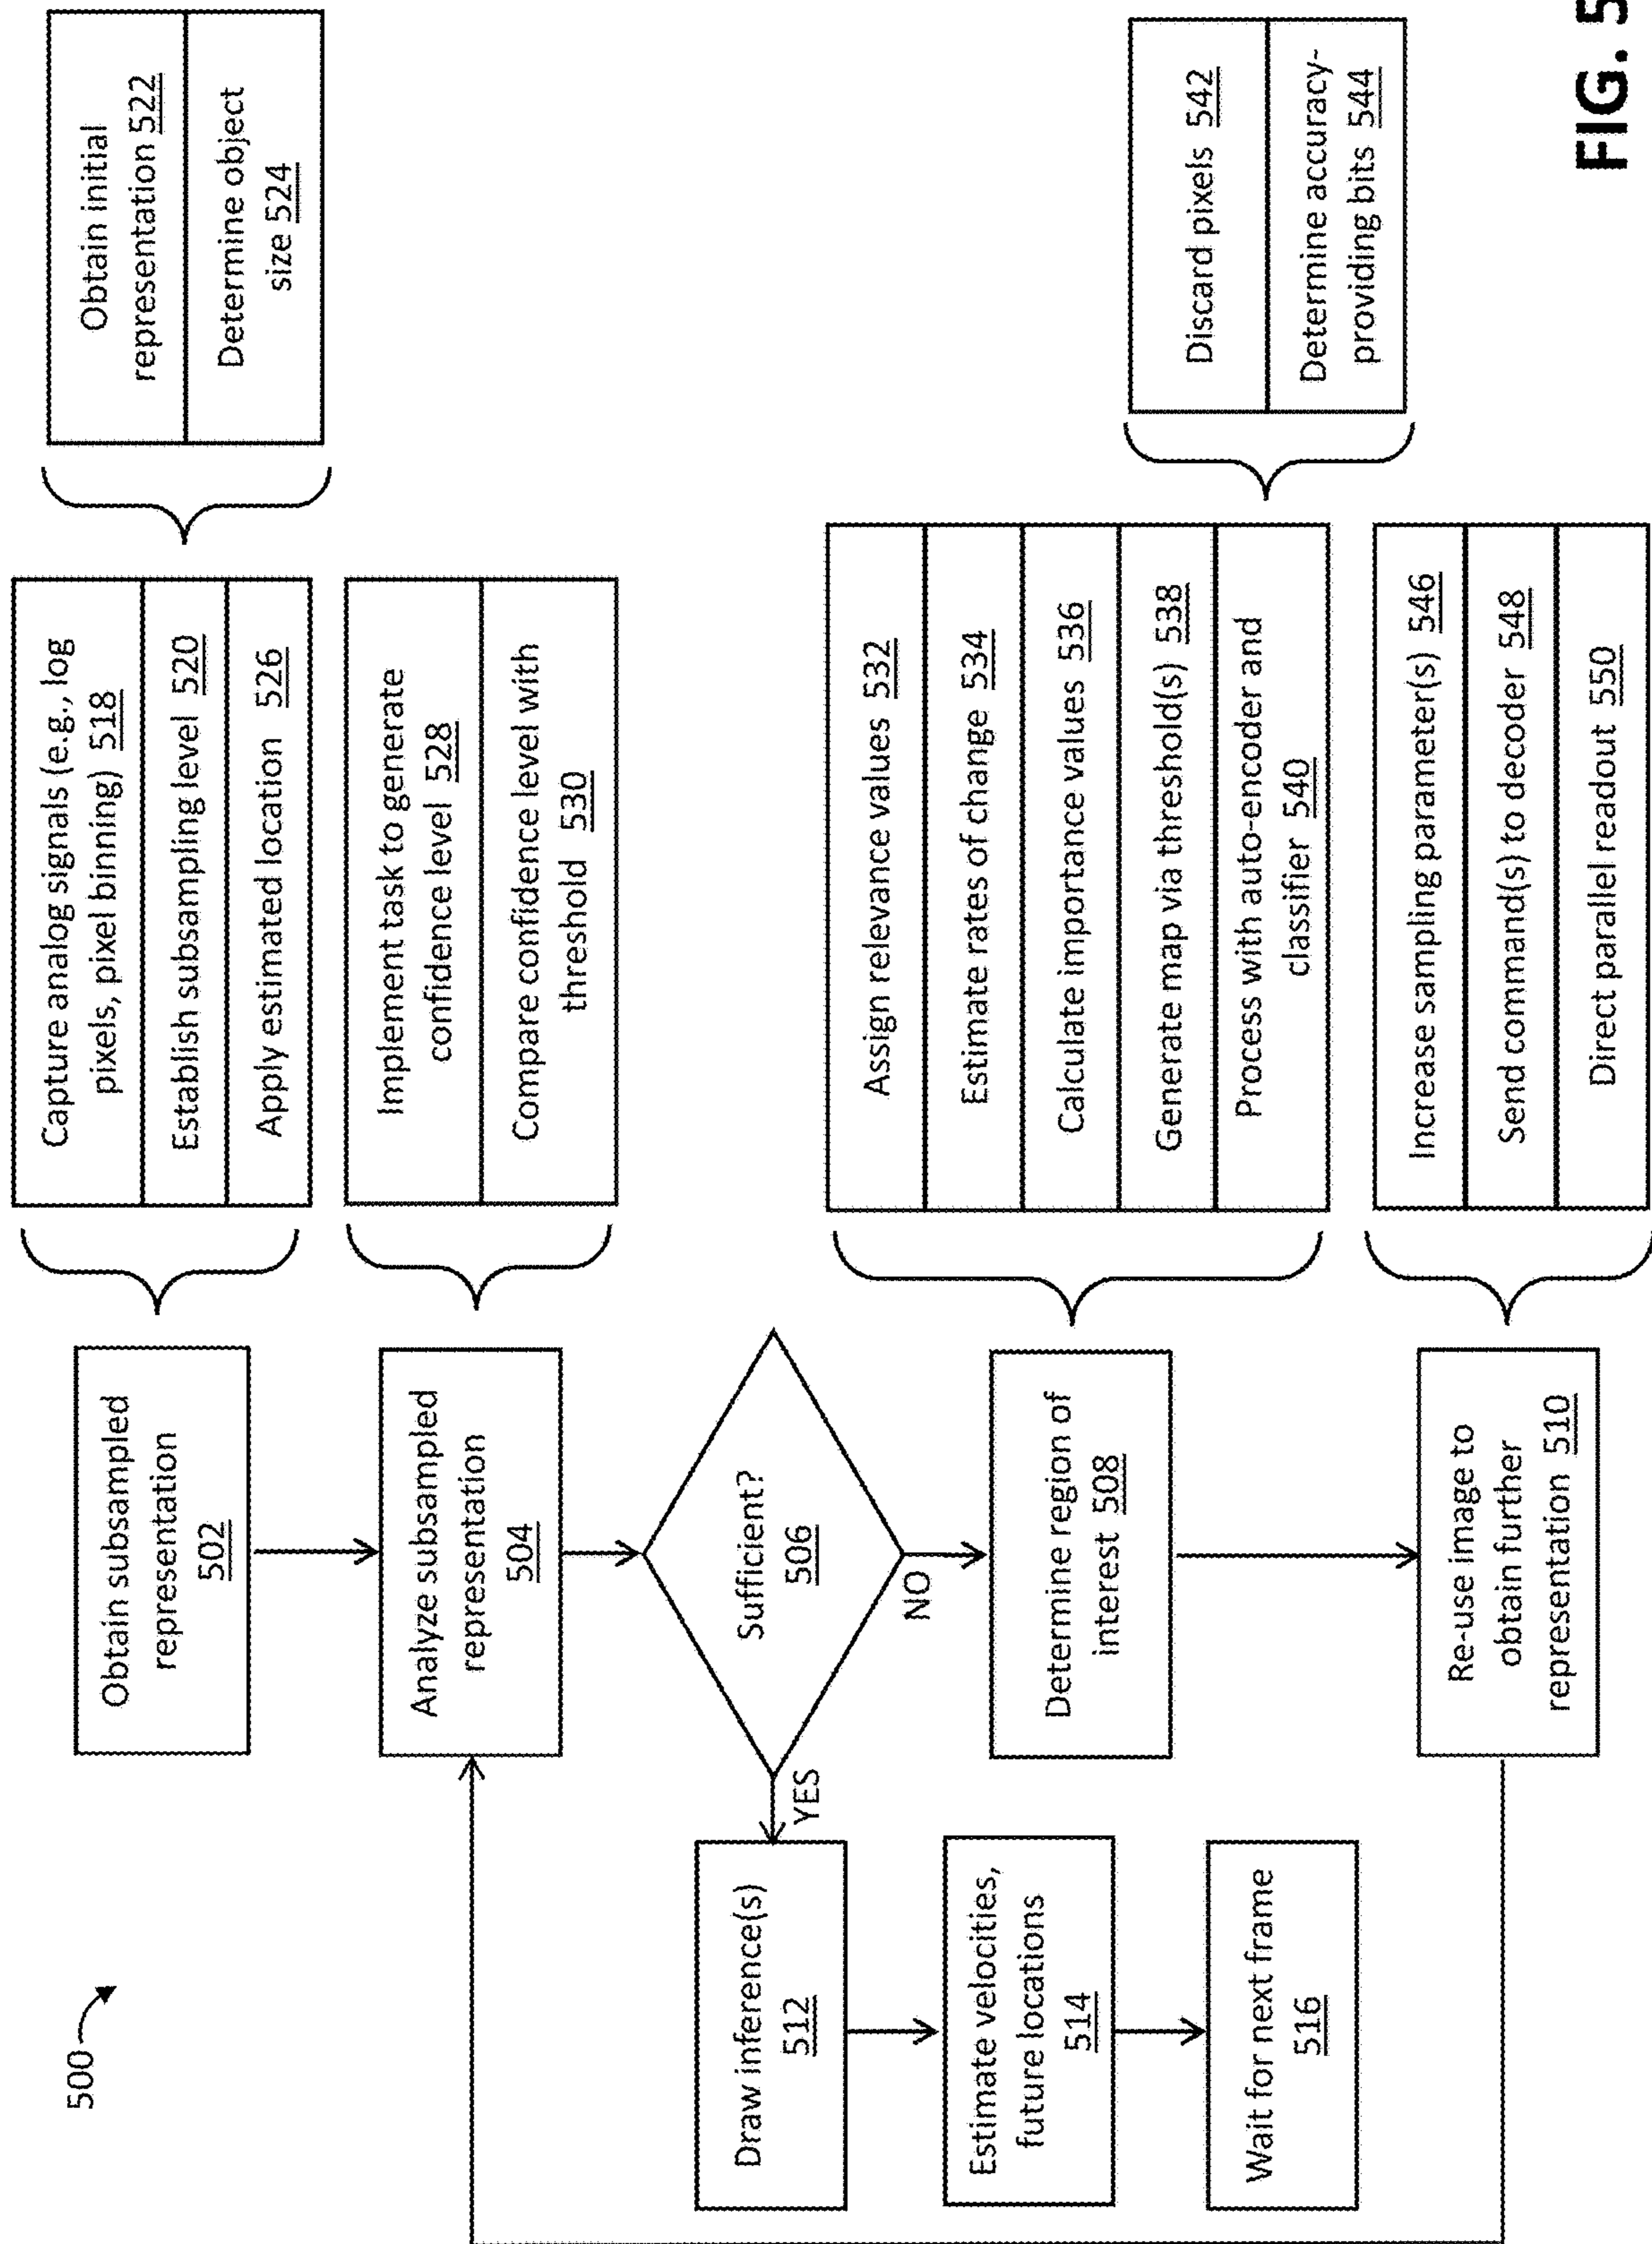 500
Obtain subsampled
representation
502
Capture analog signals (e.g., log
pixels, pixel binning) 518
Establish subsampling level 520
Apply estimated location 526
Obtain initial
representation 522
Determine object
size 524
Analyze subsampled
representation
504
Implement task to generate
confidence level 528
Compare confidence level with
threshold 530
Sufficient?
506
YES
NO
Draw inference(s)
512
Estimate velocities,
future locations
514
Wait for next frame
516
Determine region of
interest 508
Assign relevance values 532
Estimate rates of change 534
Calculate importance values 536
Generate map via threshold(s) 538
Process with auto-encoder and
classifier 540
Discard pixels 542
Determine accuracy-
providing bits 544
Re-use image to
obtain further
representation 510
Increase sampling parameter(s) 546
Send command(s) to decoder 548
Direct parallel readout 550
FIG. 5